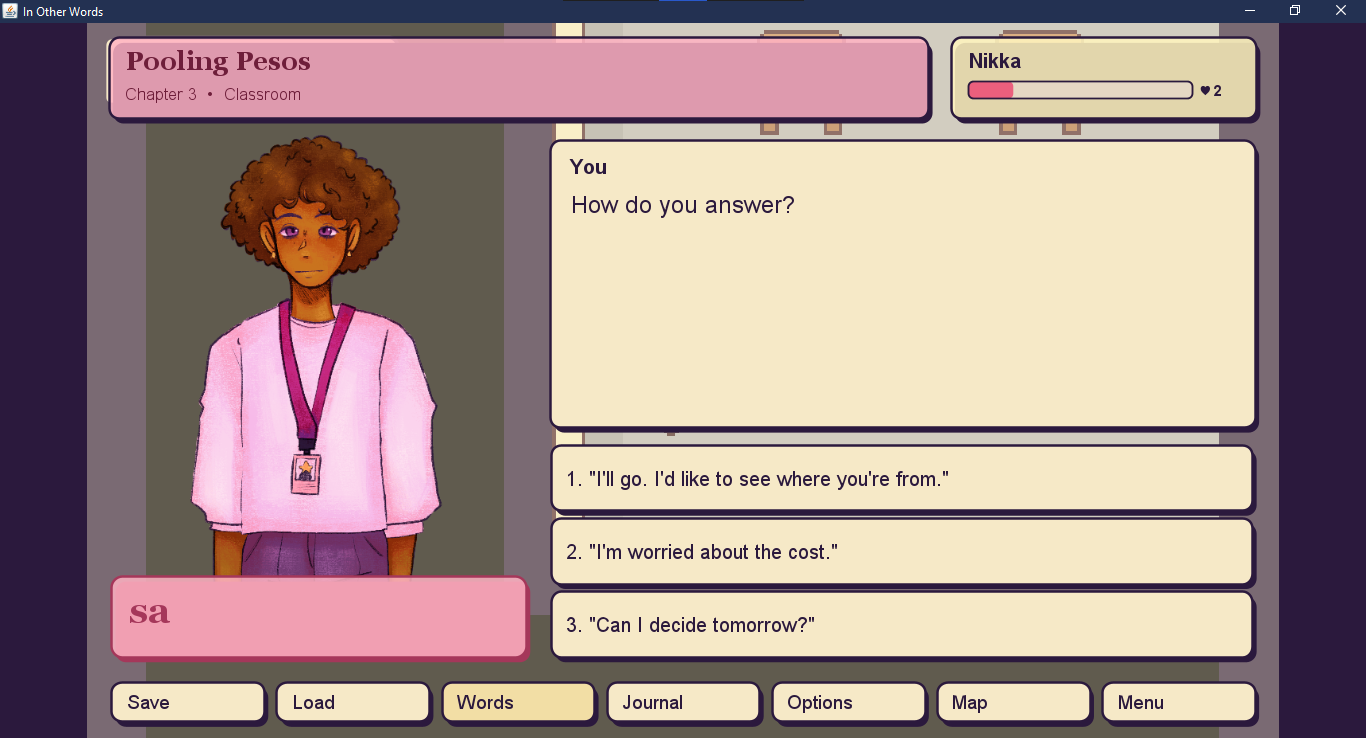 In Other Words
Pooling Pesos
Chapter 3 • Classroom
Nikka
♥ 2
You
How do you answer?
1. "I'll go. I'd like to see where you're from."
2. "I'm worried about the cost."
3. "Can I decide tomorrow?"
sa
Save
Load
Words
Journal
Options
Map
Menu